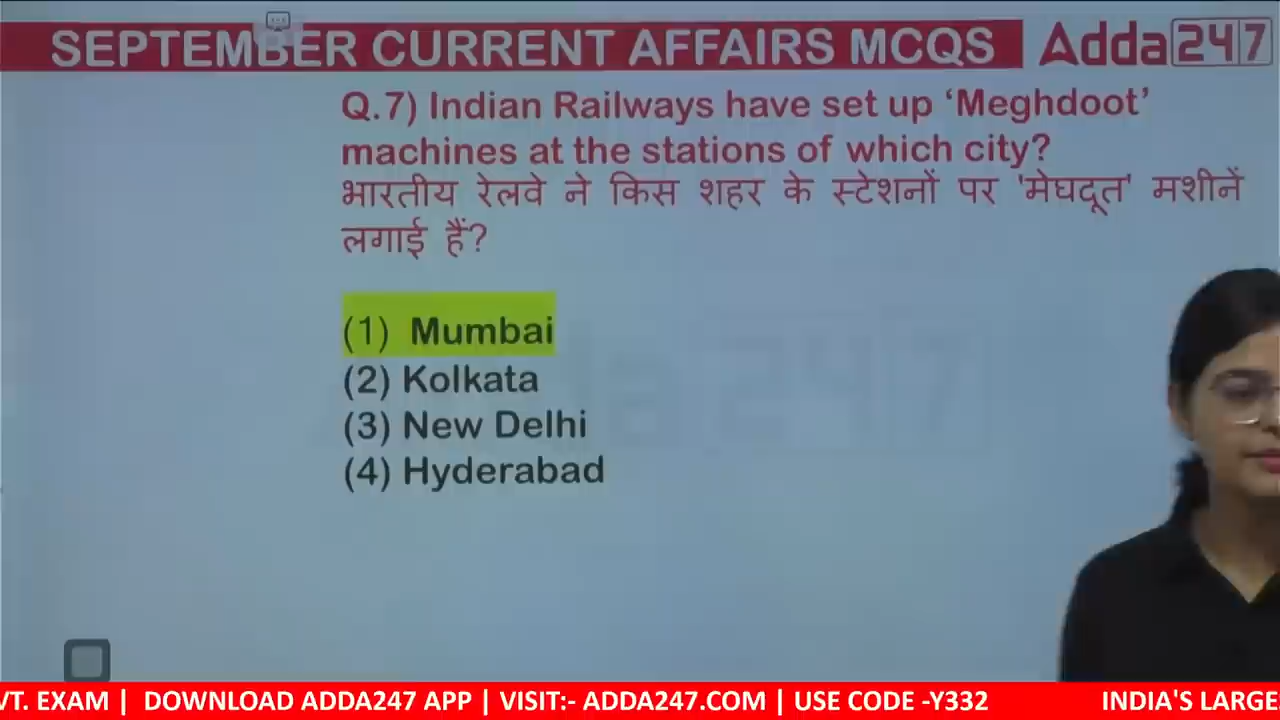 SEPTEMBER CURRENT AFFAIRS MCQS
Adda247
Q.7) Indian Railways have set up ‘Meghdoot’
machines at the stations of which city?
भारतीय रेलवे ने किस शहर के स्टेशनों पर 'मेघदूत' मशीनें
लगाई हैं?
(1) Mumbai
(2) Kolkata
(3) New Delhi
(4) Hyderabad
VT. EXAM | DOWNLOAD ADDA247 APP | VISIT:- ADDA247.COM | USE CODE -Y332 INDIA'S LARGE